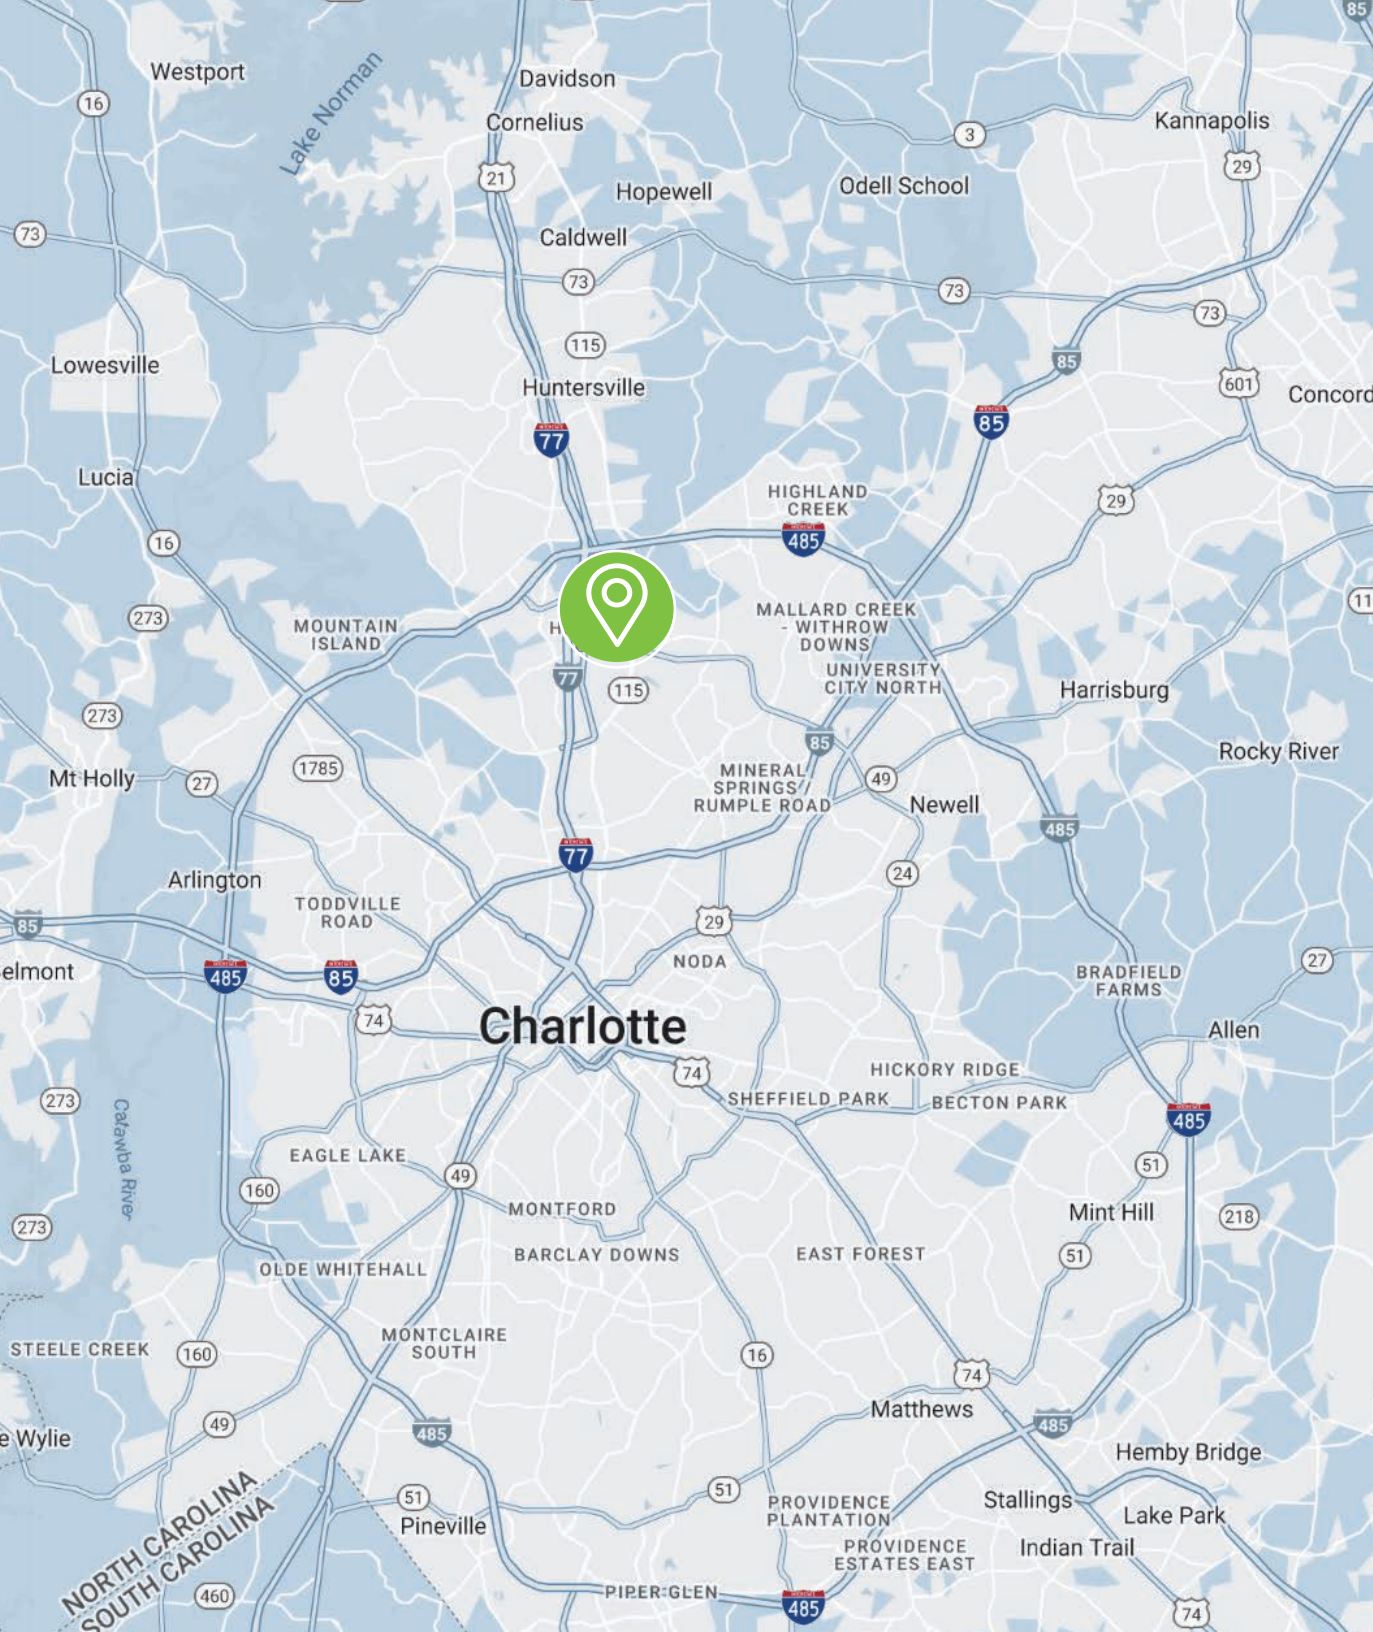 85
Westport
Lake Norman
Davidson
16
Cornelius
Kannapolis
3
29
21
Hopewell
Odell School
73
Caldwell
73
73
73
115
85
Lowesville
Huntersville
601
Concord
85
77
Lucia
HIGHLAND
CREEK
29
485
16
11
273
MOUNTAIN
ISLAND
MALLARD CREEK
- WITHROW
DOWNS
H
77
115
UNIVERSITY
CITY NORTH
Harrisburg
273
85
Rocky River
1785
Mt Holly
27
MINERAL
SPRINGS /
RUMPLE ROAD
49
Newell
485
77
Arlington
24
TODDVILLE
ROAD
85
29
elmont
485
85
NODA
27
BRADFIELD
FARMS
74
Charlotte
Allen
74
HICKORY RIDGE
273
SHEFFIELD PARK
BECTON PARK
485
Catawba River
EAGLE LAKE
51
49
160
MONTFORD
Mint Hill
218
273
BARCLAY DOWNS
EAST FOREST
51
OLDE WHITEHALL
STEELE CREEK
160
MONTCLAIRE
SOUTH
16
74
Matthews
49
485
485
e Wylie
Hemby Bridge
NORTH CAROLINA
SOUTH CAROLINA
51
51
Pineville
PROVIDENCE
PLANTATION
Stallings
Lake Park
PROVIDENCE
ESTATES EAST
Indian Trail
460
PIPER GLEN
485
74